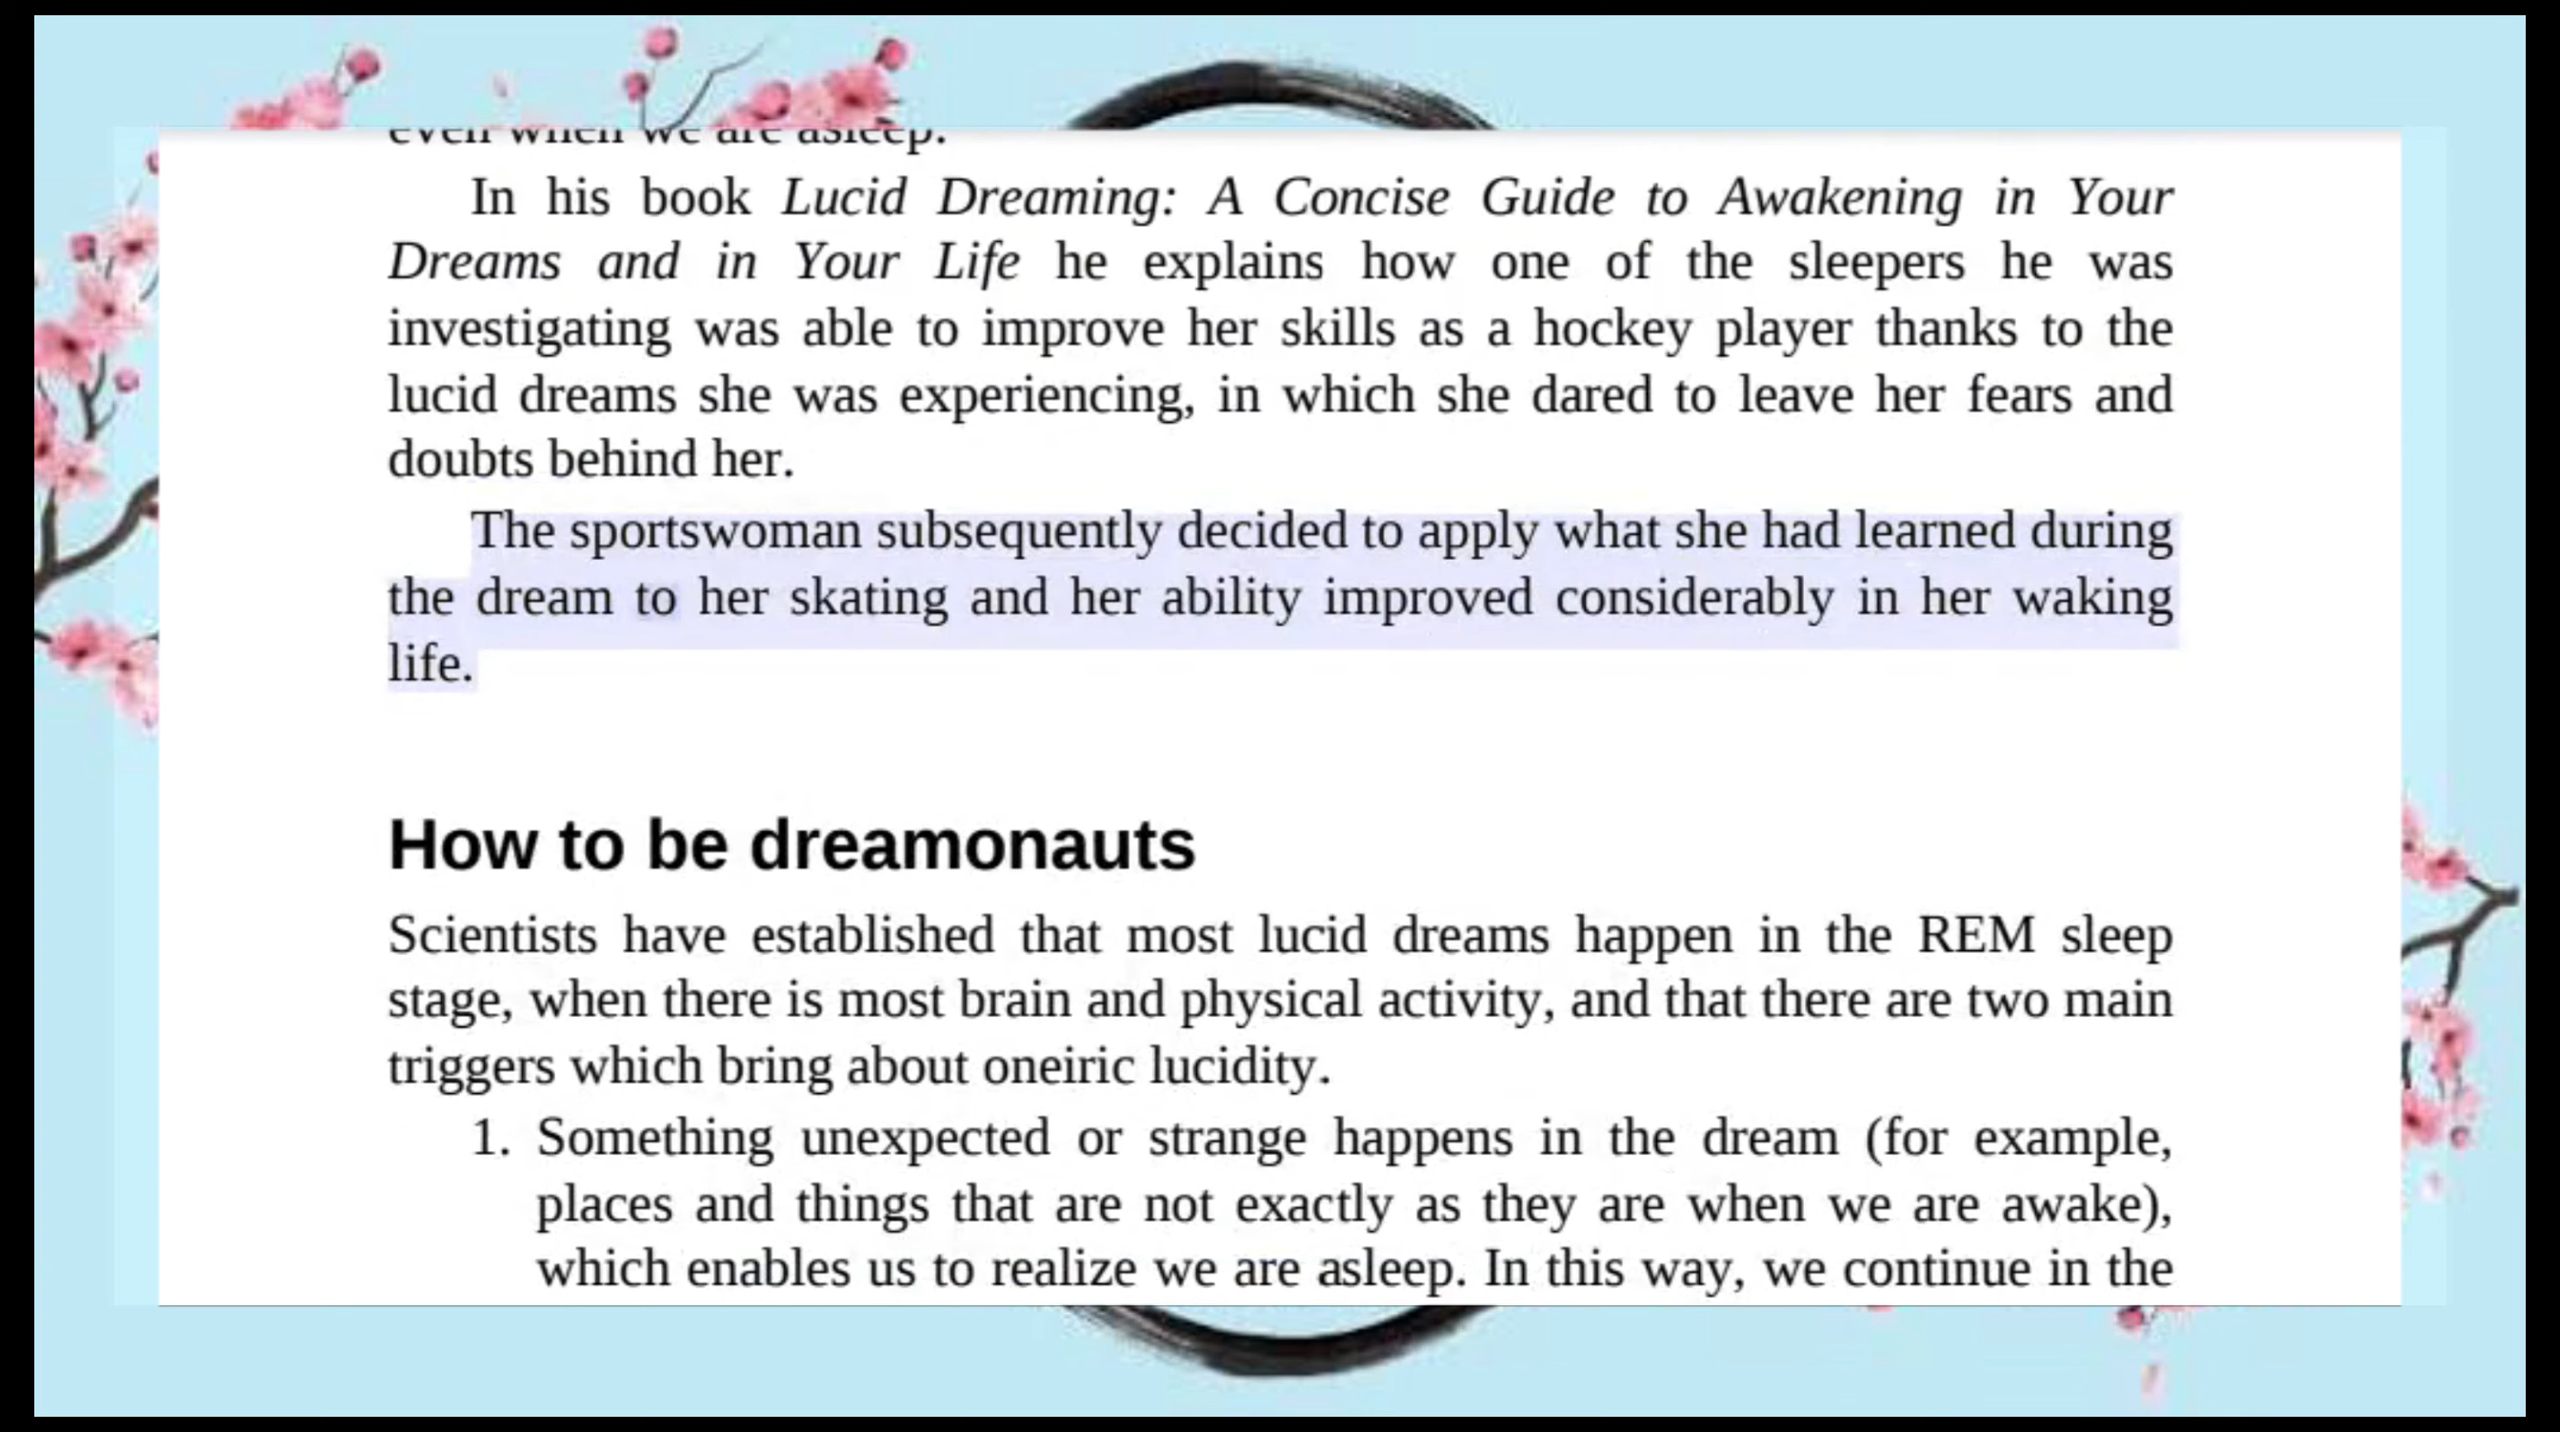 even when we are asleep.
In his book Lucid Dreaming: A Concise Guide to Awakening in Your
Dreams and in Your Life he explains how one of the sleepers he was
investigating was able to improve her skills as a hockey player thanks to the
lucid dreams she was experiencing, in which she dared to leave her fears and
doubts behind her.
The sportswoman subsequently decided to apply what she had learned during
the dream to her skating and her ability improved considerably in her waking
life.
How to be dreamonauts
Scientists have established that most lucid dreams happen in the REM sleep
stage, when there is most brain and physical activity, and that there are two main
triggers which bring about oneiric lucidity.
1. Something unexpected or strange happens in the dream (for example,
places and things that are not exactly as they are when we are awake),
which enables us to realize we are asleep. In this way, we continue in the